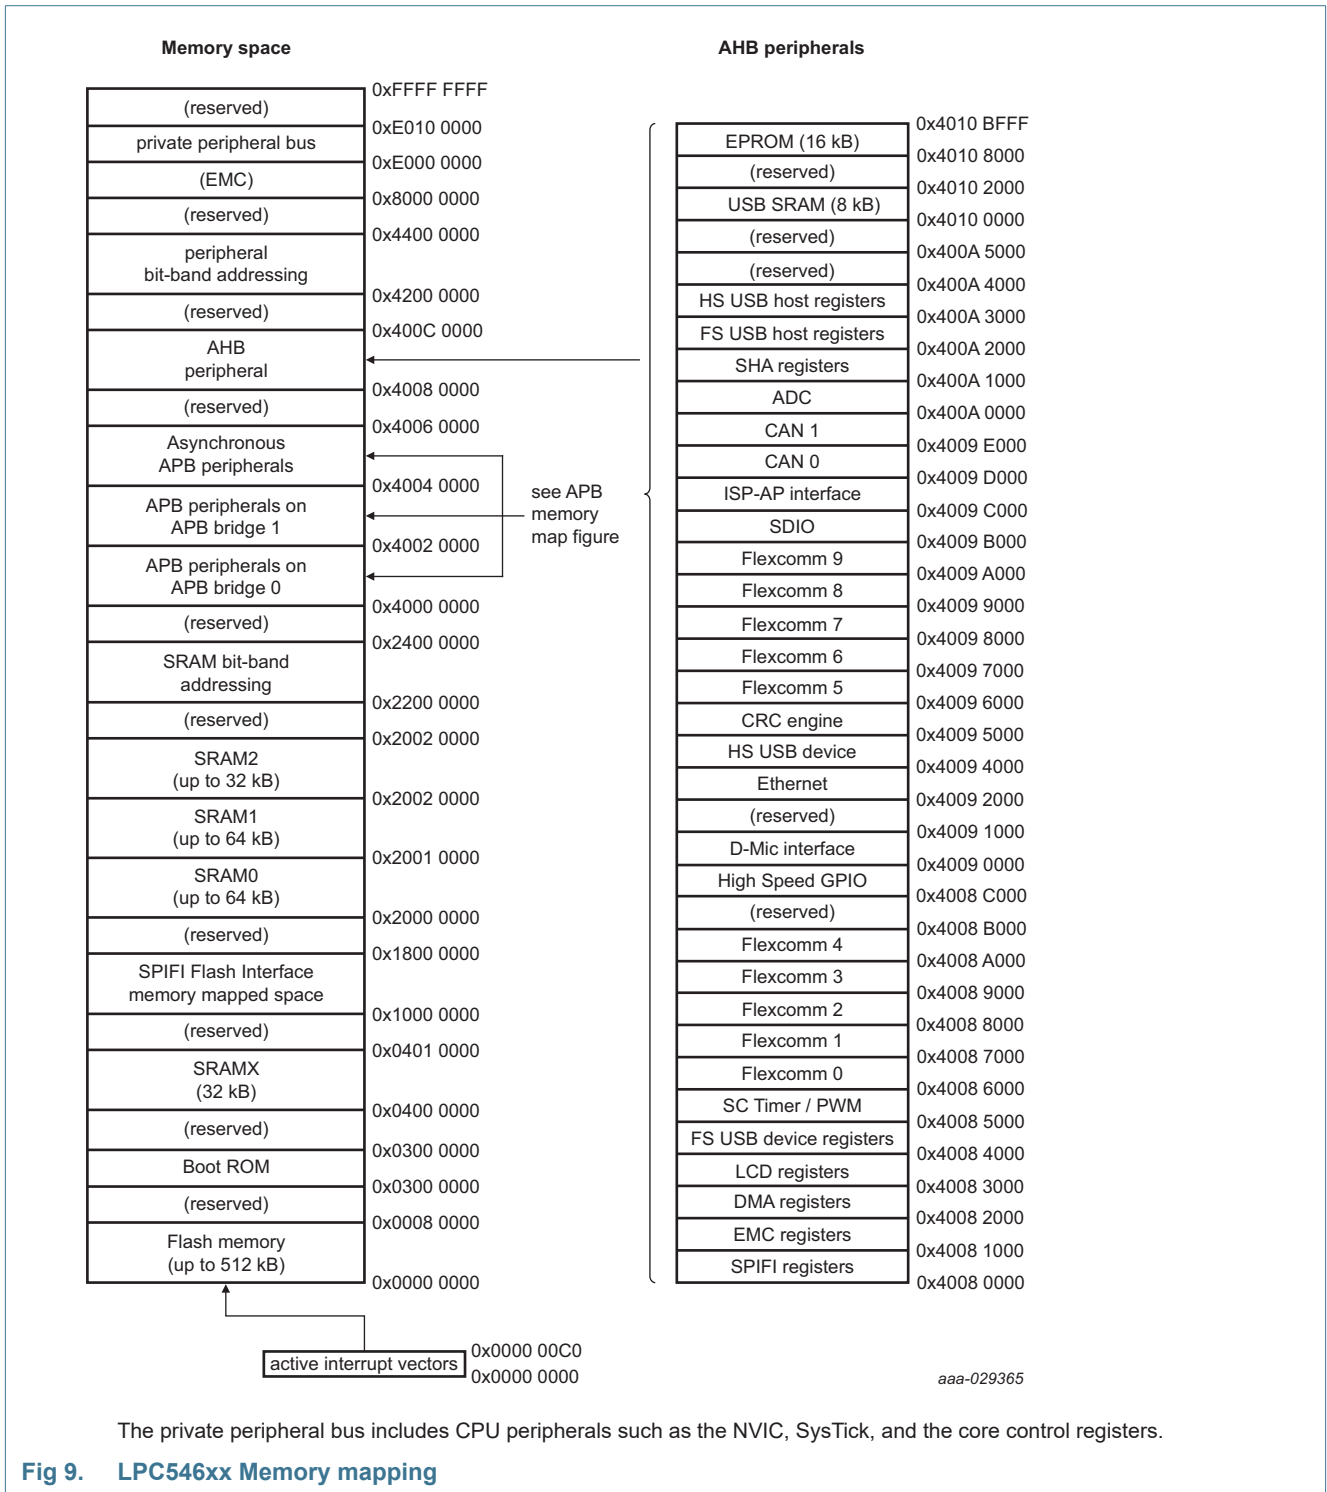 Memory space
0xFFFF FFFF
(reserved)
0xE010 0000
private peripheral bus
0xE000 0000
(EMC)
0x8000 0000
(reserved)
0x4400 0000
peripheral
bit-band addressing
0x4200 0000
(reserved)
0x400C 0000
AHB
peripheral
0x4008 0000
(reserved)
0x4006 0000
Asynchronous
APB peripherals
0x4004 0000
APB peripherals on
APB bridge 1
0x4002 0000
APB peripherals on
APB bridge 0
0x4000 0000
(reserved)
0x2400 0000
SRAM bit-band
addressing
0x2200 0000
(reserved)
0x2002 0000
SRAM2
(up to 32 kB)
0x2002 0000
SRAM1
(up to 64 kB)
0x2001 0000
SRAM0
(up to 64 kB)
0x2000 0000
(reserved)
0x1800 0000
SPIFI Flash Interface
memory mapped space
0x1000 0000
(reserved)
0x0401 0000
SRAMX
(32 kB)
0x0400 0000
(reserved)
0x0300 0000
Boot ROM
0x0300 0000
(reserved)
0x0008 0000
Flash memory
(up to 512 kB)
0x0000 0000
0x0000 00C0
active interrupt vectors
0x0000 0000
see APB
memory
map figure
AHB peripherals
0x4010 BFFF
EPROM (16 kB)
0x4010 8000
(reserved)
0x4010 2000
USB SRAM (8 kB)
0x4010 0000
(reserved)
0x400A 5000
(reserved)
0x400A 4000
HS USB host registers
0x400A 3000
FS USB host registers
0x400A 2000
SHA registers
0x400A 1000
ADC
0x400A 0000
CAN 1
0x4009 E000
CAN 0
0x4009 D000
ISP-AP interface
0x4009 C000
SDIO
0x4009 B000
Flexcomm 9
0x4009 A000
Flexcomm 8
0x4009 9000
Flexcomm 7
0x4009 8000
Flexcomm 6
0x4009 7000
Flexcomm 5
0x4009 6000
CRC engine
0x4009 5000
HS USB device
0x4009 4000
Ethernet
0x4009 2000
(reserved)
0x4009 1000
D-Mic interface
0x4009 0000
High Speed GPIO
0x4008 C000
(reserved)
0x4008 B000
Flexcomm 4
0x4008 A000
Flexcomm 3
0x4008 9000
Flexcomm 2
0x4008 8000
Flexcomm 1
0x4008 7000
Flexcomm 0
0x4008 6000
SC Timer / PWM
0x4008 5000
FS USB device registers
0x4008 4000
LCD registers
0x4008 3000
DMA registers
0x4008 2000
EMC registers
0x4008 1000
SPIFI registers
0x4008 0000
aaa-029365
The private peripheral bus includes CPU peripherals such as the NVIC, SysTick, and the core control registers.
Fig 9. LPC546xx Memory mapping